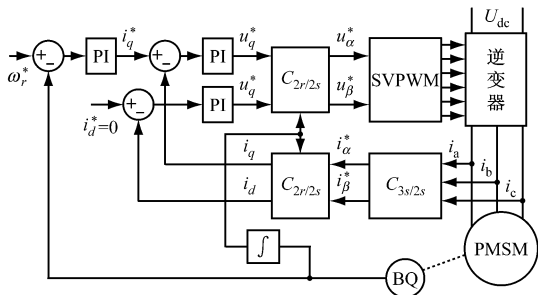 U_dc
ω_r^*
PI
i_q^*
PI
u_q^*
C_2r/2s
u_α^*
SVPWM
逆变器
i_d^*=0
PI
u_q^*
u_β^*
i_q
C_2r/2s
i_α^*
C_3s/2s
i_a
i_d
i_β^*
i_b
i_c
∫
BQ
PMSM